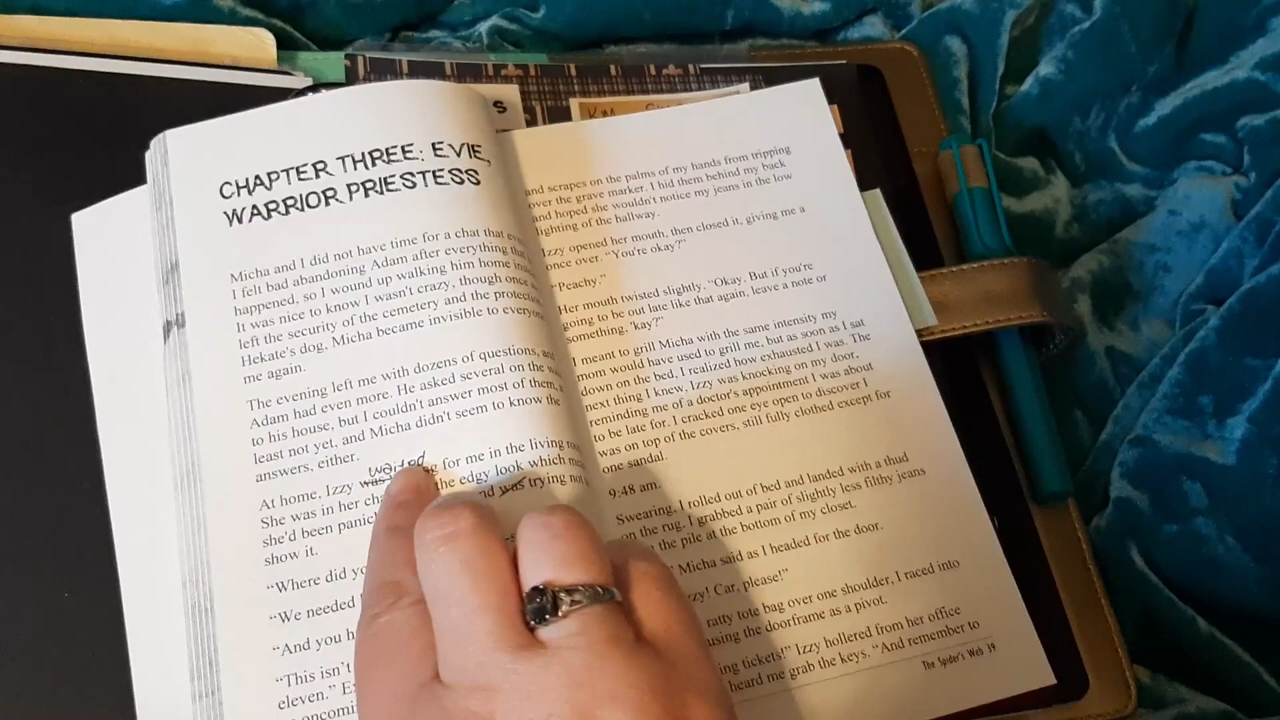 S
CHAPTER THREE: EVIE,
WARRIOR PRIESTESS
Micha and I did not have time for a chat that
I felt bad abandoning Adam after everything
happened, so I wound up walking him home
It was nice to know I wasn't crazy, though once
left the security of the cemetery and the
Hekate's dog, Micha became invisible to
me again.
The evening left me with dozens of questions,
Adam had even more. He asked several on the
to his house, but I couldn't answer most of them,
least not yet, and Micha didn't seem to know the
answers, either.
waited
At home, Izzy was for me in the living
She was in her the edgy look which
she'd been and was trying not
show it.
"Where did
"We needed
"And you
"This isn't
eleven."
and scrapes on the palms of my hands from tripping
over the grave marker. I hid them behind my back
and hoped she wouldn't notice my jeans in the low
lighting of the hallway.
Izzy opened her mouth, then closed it, giving me a
once over. "You're okay?"
"Peachy."
Her mouth twisted slightly. "Okay. But if you're
going to be out late like that again, leave a note or
something, 'kay?"
I meant to grill Micha with the same intensity my
mom would have used to grill me, but as soon as I sat
down on the bed, I realized how exhausted I was. The
next thing I knew, Izzy was knocking on my door,
reminding me of a doctor's appointment I was about
to be late for. I cracked one eye open to discover I
was on top of the covers, still fully clothed except for
one sandal.
9:48 am.
Swearing, I rolled out of bed and landed with a thud
on the rug. I grabbed a pair of slightly less filthy jeans
the pile at the bottom of my closet.
Micha said as I headed for the door.
Car, please!"
ratty tote bag over one shoulder, I raced into
using the doorframe as a pivot.
tickets!" Izzy hollered from her office
heard me grab the keys. "And remember to
The Spider's Web 39